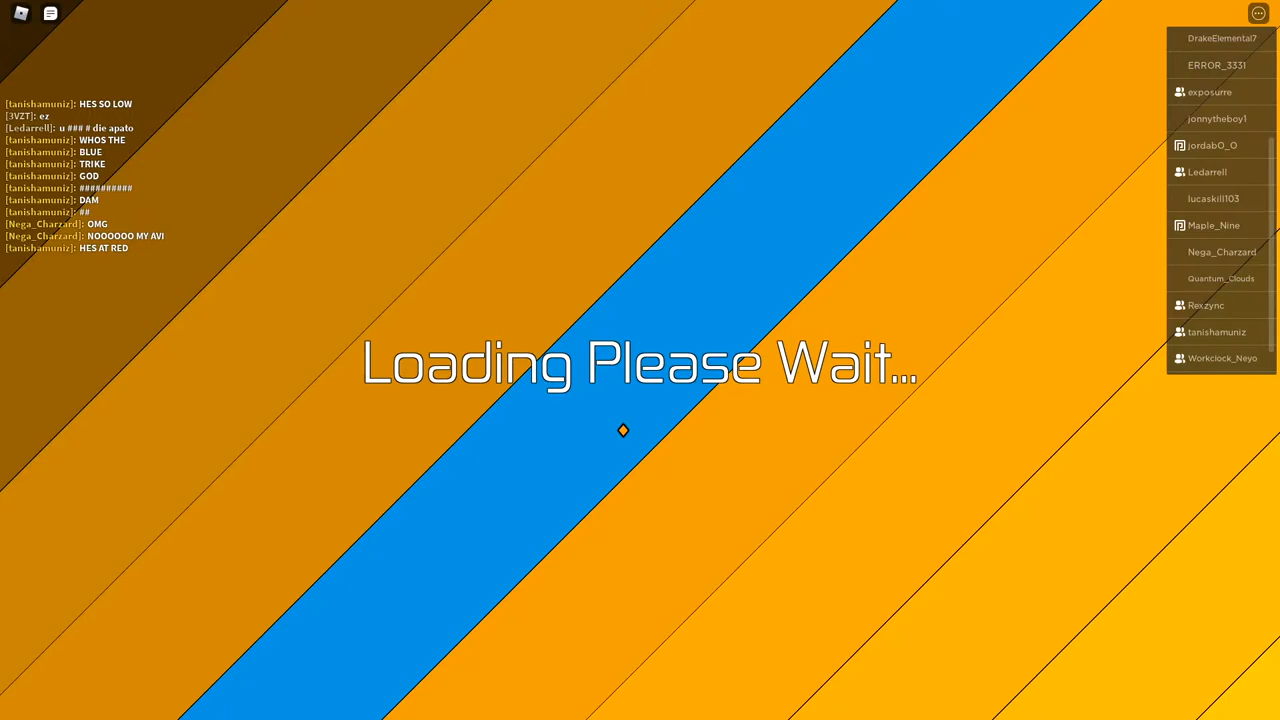 [tanishamuniz]: HES SO LOW
[3VZT]: ez
[Ledarrell]: u ### # die apato
[tanishamuniz]: WHOS THE
[tanishamuniz]: BLUE
[tanishamuniz]: TRIKE
[tanishamuniz]: GOD
[tanishamuniz]: ##########
[tanishamuniz]: DAM
[tanishamuniz]: ##
[Nega_Charzard]: OMG
[Nega_Charzard]: NOOOOOO MY AVI
[tanishamuniz]: HES AT RED
Loading Please Wait...
DrakeElemental7
ERROR_3331
exposurre
jonnytheboy1
jordabO_O
Ledarrell
lucaskill103
Maple_Nine
Nega_Charzard
Quantum_Clouds
Rexzync
tanishamuniz
Workclock_Neyo